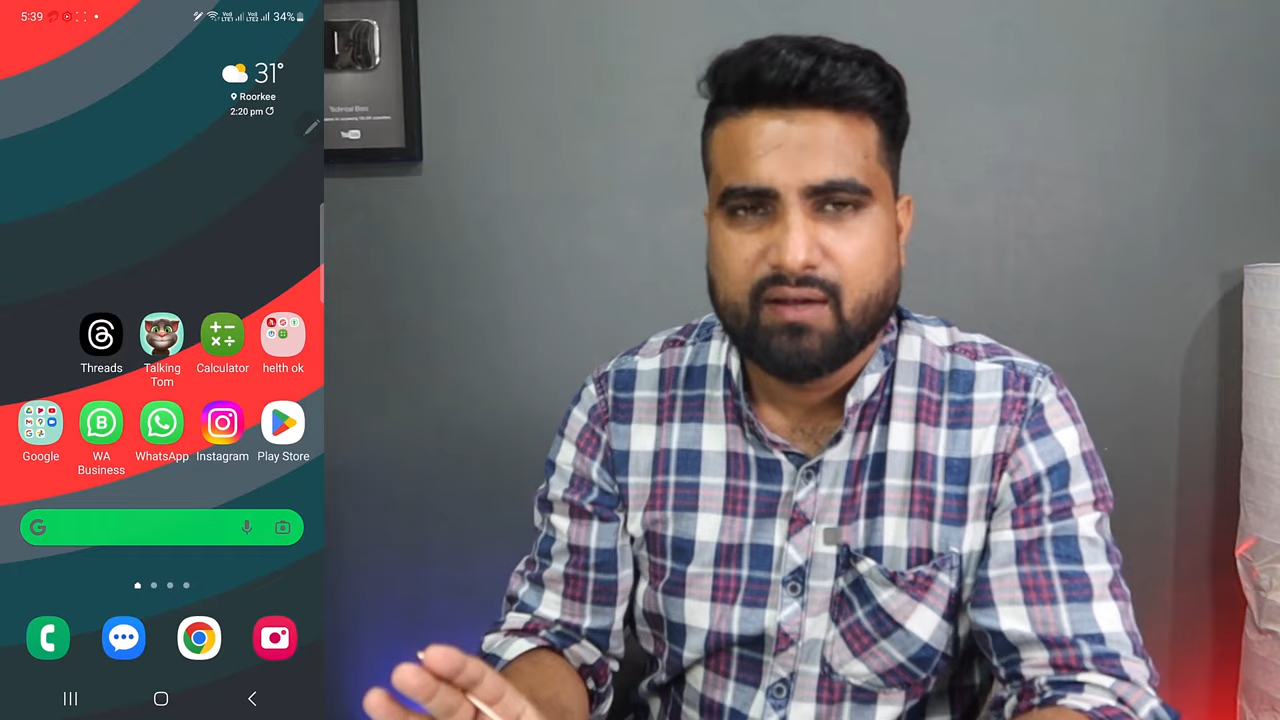 5:39
34%
31°
Roorkee
2:20 pm
Threads
Talking
Tom
Calculator
helth ok
Google
WA
Business
WhatsApp
Instagram
Play Store